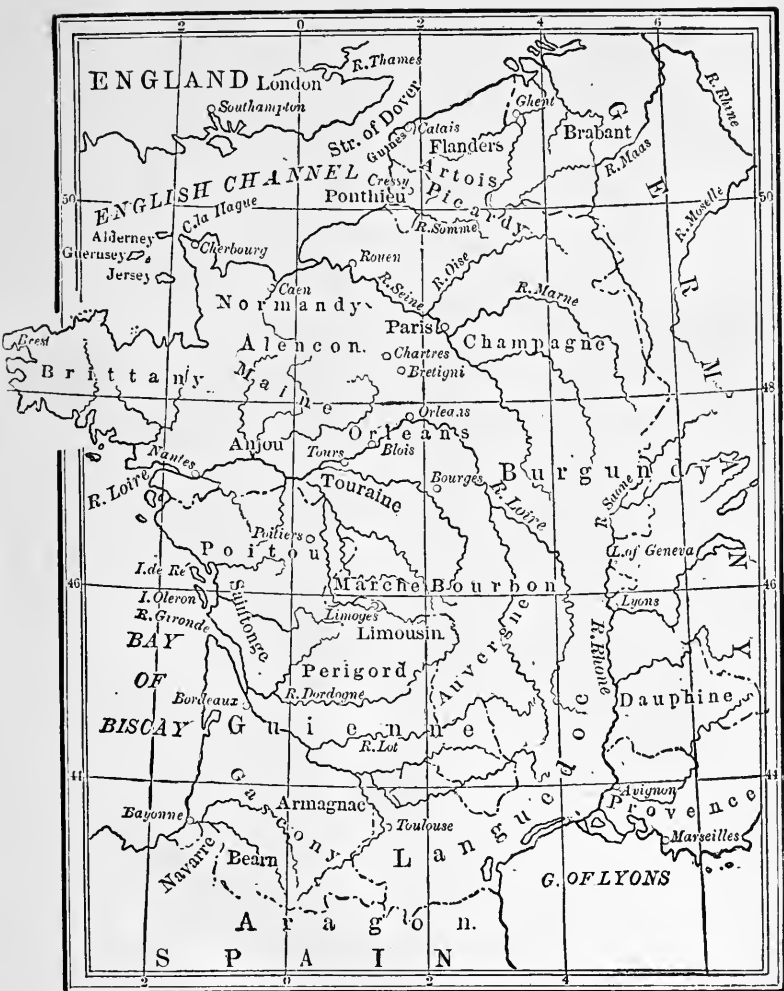 2 0 2 4 6
ENGLAND London
R. Thames
Southampton
Str. of Dover
Ghent
G
R. Rhine
Calais
Guines
Flanders
Brabant
R. Maas
ENGLISH CHANNEL
Artois
E
Cressy
Ponthieu
Picardy
50 50
R. Somme
R. Moselle
Alderney
C. la Hague
Guernsey
Cherbourg
Jersey
Rouen
R. Oise
R
Caen
R. Seine
R. Marne
Normandy
Paris
Champagne
Alencon.
Chartres
M
Brest
Bretigni
Brittany
Maine
48 48
Orleans
Orleans
Anjou
Tours
Blois
Nantes
Burgundy
A
Touraine
Bourges
R. Loire
R. Loire
R Saone
Poitiers
Poitou
L. of Geneva
N
I. de Ré
46 Marche Bourbon 46
I. Oleron
Saintonge
Limoges
Lyons
R. Gironde
Limousin
BAY
Auvergne
R. Rhone
Y
OF
Perigord
Dauphine
Bordeaux
R. Dordogne
BISCAY
Guienne
R. Lot
44 44
Gascony
Languedoc
Avignon
Armagnac
Provence
Bayonne
Toulouse
Marseilles
Navarre
Bearn
G. OF LYONS
Aragon.
SPAIN
2 0 2 4 6